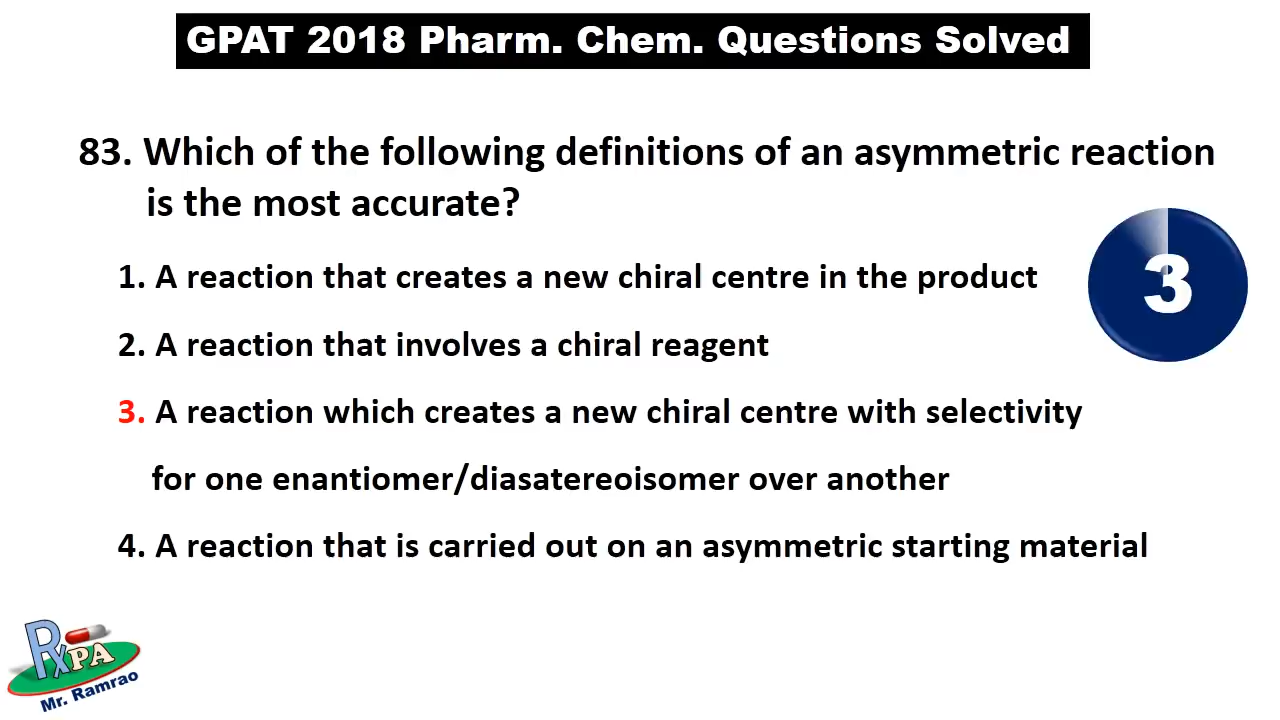 GPAT 2018 Pharm. Chem. Questions Solved
83. Which of the following definitions of an asymmetric reaction
is the most accurate?
1. A reaction that creates a new chiral centre in the product
3
2. A reaction that involves a chiral reagent
3. A reaction which creates a new chiral centre with selectivity
for one enantiomer/diasatereoisomer over another
4. A reaction that is carried out on an asymmetric starting material
RxPA
Mr. Ramrao